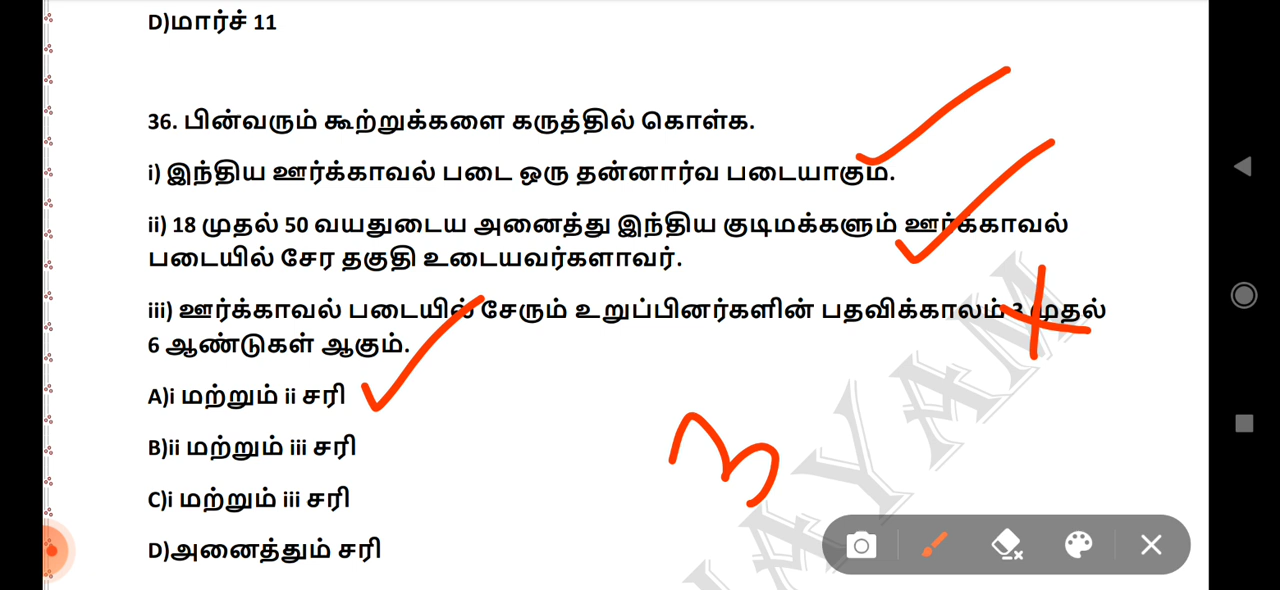 D)மார்ச் 11
36. பின்வரும் கூற்றுக்களை கருத்தில் கொள்க.
i) இந்திய ஊர்க்காவல் படை ஒரு தன்னார்வ படையாகும்.
ii) 18 முதல் 50 வயதுடைய அனைத்து இந்திய குடிமக்களும் ஊர்க்காவல்
படையில் சேர தகுதி உடையவர்களாவர்.
iii) ஊர்க்காவல் படையில் சேரும் உறுப்பினர்களின் பதவிக்காலம் 3 முதல்
6 ஆண்டுகள் ஆகும்.
A)i மற்றும் ii சரி
B)ii மற்றும் iii சரி
3
C)i மற்றும் iii சரி
D)அனைத்தும் சரி